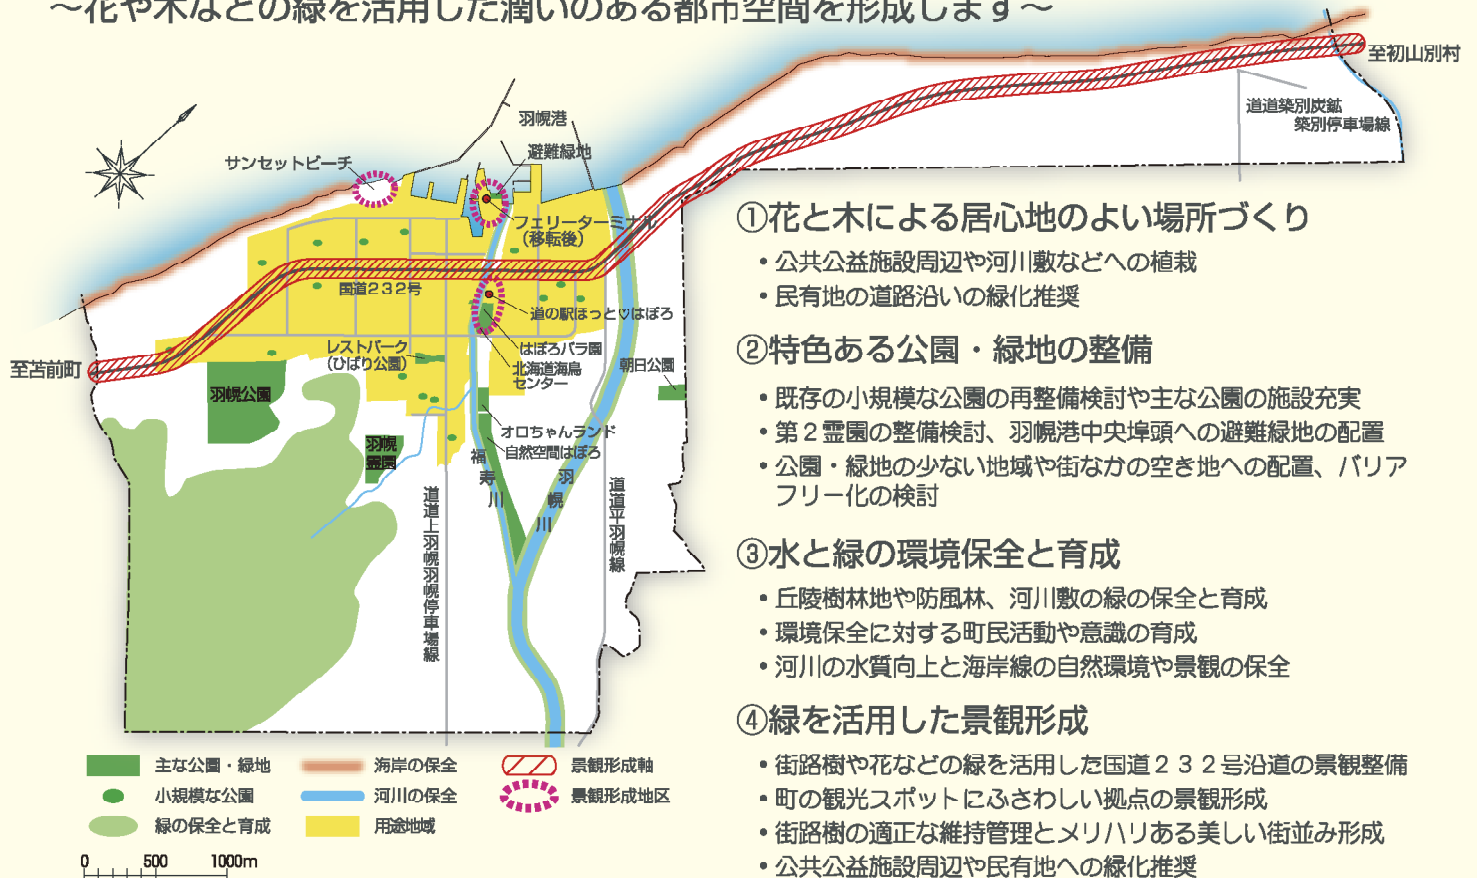 ～花や木などの緑を活用した潤いのある都市空間を形成します～
至初山別村
道道築別炭鉱
築別停車場線
羽幌港
避難緑地
サンセットビーチ
フェリーターミナル
（移転後）
国道２３２号
道の駅ほっと♡はぼろ
はぼろバラ園
北海道海鳥
センター
レストパーク
（ひばり公園）
朝日公園
至苫前町
羽幌公園
羽幌
霊園
オロちゃんランド
自然空間はぼろ
福寿川
羽幌川
道道上羽幌羽幌停車場線
道道平羽幌線
①花と木による居心地のよい場所づくり
・公共公益施設周辺や河川敷などへの植栽
・民有地の道路沿いの緑化推奨
②特色ある公園・緑地の整備
・既存の小規模な公園の再整備検討や主な公園の施設充実
・第２霊園の整備検討、羽幌港中央埠頭への避難緑地の配置
・公園・緑地の少ない地域や街なかの空き地への配置、バリア
フリー化の検討
③水と緑の環境保全と育成
・丘陵樹林地や防風林、河川敷の緑の保全と育成
・環境保全に対する町民活動や意識の育成
・河川の水質向上と海岸線の自然環境や景観の保全
④緑を活用した景観形成
・街路樹や花などの緑を活用した国道２３２号沿道の景観整備
・町の観光スポットにふさわしい拠点の景観形成
・街路樹の適正な維持管理とメリハリある美しい街並み形成
・公共公益施設周辺や民有地への緑化推奨
主な公園・緑地
海岸の保全
景観形成軸
小規模な公園
河川の保全
景観形成地区
緑の保全と育成
用途地域
0 500 1000m